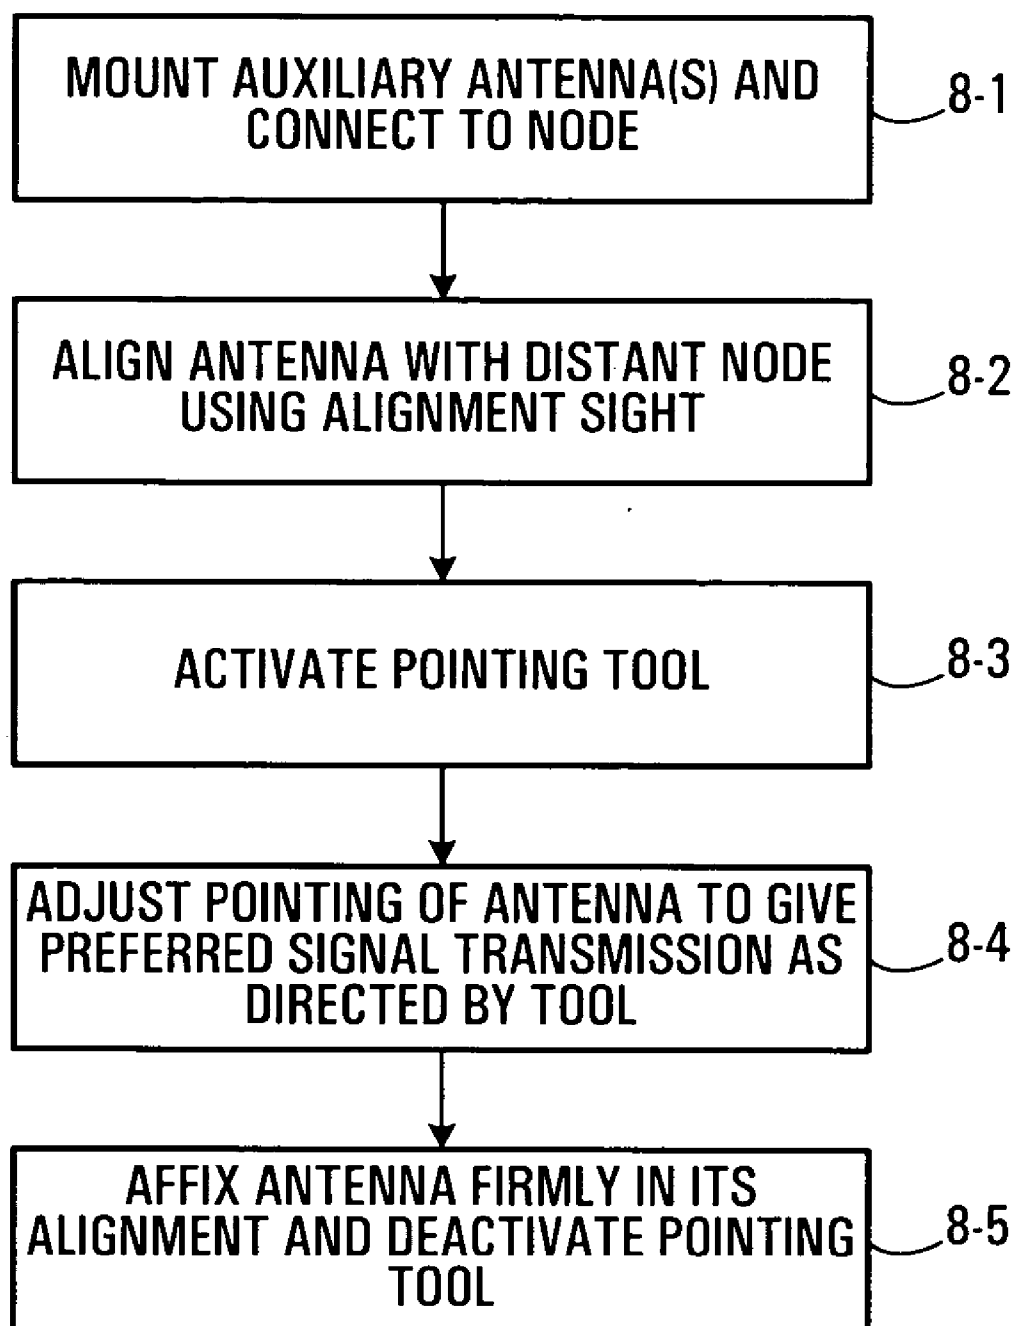 MOUNT AUXILIARY ANTENNA(S) AND
CONNECT TO NODE
8-1
ALIGN ANTENNA WITH DISTANT NODE
USING ALIGNMENT SIGHT
8-2
ACTIVATE POINTING TOOL
8-3
ADJUST POINTING OF ANTENNA TO GIVE
PREFERRED SIGNAL TRANSMISSION AS
DIRECTED BY TOOL
8-4
AFFIX ANTENNA FIRMLY IN ITS
ALIGNMENT AND DEACTIVATE POINTING
TOOL
8-5